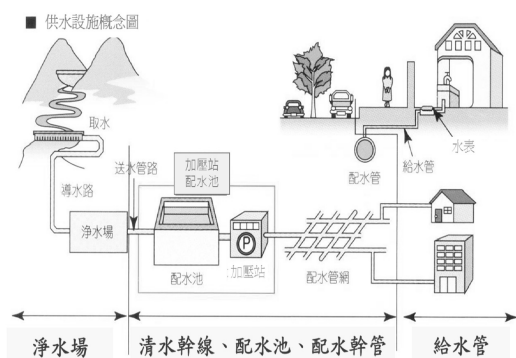 ■ 供水設施概念圖
取水
導水路
送水管路
加壓站
配水池
淨水場
配水池
P
:加壓站
配水管網
配水管
給水管
水表
淨水場
清水幹線、配水池、配水幹管
給水管